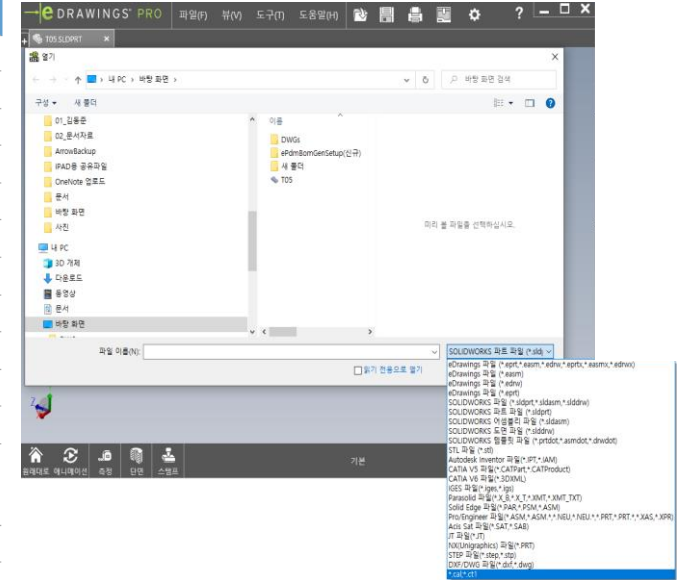 eDRAWINGS® PRO 파일(F) 뷰(V) 도구(T) 도움말(H) ?
T05.SLDPRT ×
열기
내 PC › 바탕 화면 ›
바탕 화면 검색
구성 새 폴더
이름
01_김동준
02_문서자료
ArrowBackup
IPAD용 공유파일
OneNote 업로드
문서
바탕 화면
사진
내 PC
3D 개체
다운로드
동영상
문서
바탕 화면
DWGs
ePdmBomGenSetup(신규)
새 폴더
T05
미리 볼 파일을 선택하십시오.
파일 이름(N):
SOLIDWORKS 파트 파일 (*.sld
읽기 전용으로 열기
eDrawings 파일 (*.eprt,*.easm,*.edrw,*.eprtx,*.easmx,*.edrwx)
eDrawings 파일 (*.easm)
eDrawings 파일 (*.edrw)
eDrawings 파일 (*.eprt)
SOLIDWORKS 파일 (*.sldprt,*.sldasm,*.slddrw)
SOLIDWORKS 파트 파일 (*.sldprt)
SOLIDWORKS 어셈블리 파일 (*.sldasm)
SOLIDWORKS 도면 파일 (*.slddrw)
SOLIDWORKS 템플릿 파일 (*.prtdot,*.asmdot,*.drwdot)
STL 파일 (*.stl)
Autodesk Inventor 파일(*.IPT,*.IAM)
CATIA V5 파일(*.CATPart,*.CATProduct)
CATIA V6 파일(*.3DXML)
IGES 파일(*.iges,*.igs)
Parasolid 파일(*.X_B,*.X_T,*.XMT,*.XMT_TXT)
Solid Edge 파일(*.PAR,*.PSM,*.ASM)
Pro/Engineer 파일(*.ASM,*.ASM.*,*.NEU,*.NEU.*,*.PRT,*.PRT.*,*.XAS,*.XPR)
Acis Sat 파일(*.SAT,*.SAB)
JT 파일(*.JT)
NX(Unigraphics) 파일(*.PRT)
STEP 파일(*.step,*.stp)
DXF/DWG 파일(*.dxf,*.dwg)
Z
원래대로 애니메이션 측정 단면 스탬프
기본